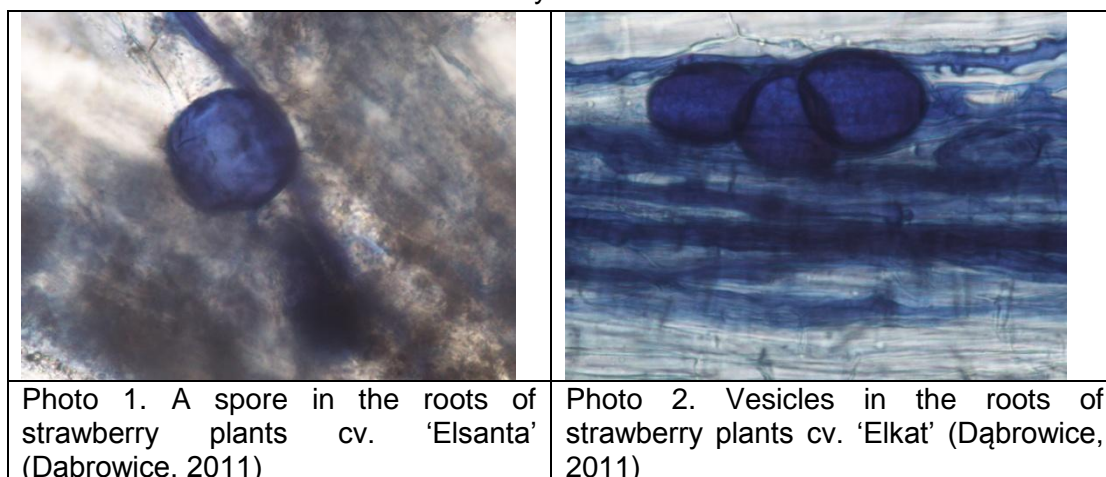 Photo 1. A spore in the roots of
strawberry plants cv. ‘Elsanta’
(Dąbrowice, 2011)
Photo 2. Vesicles in the roots of
strawberry plants cv. ‘Elkat’ (Dąbrowice,
2011)